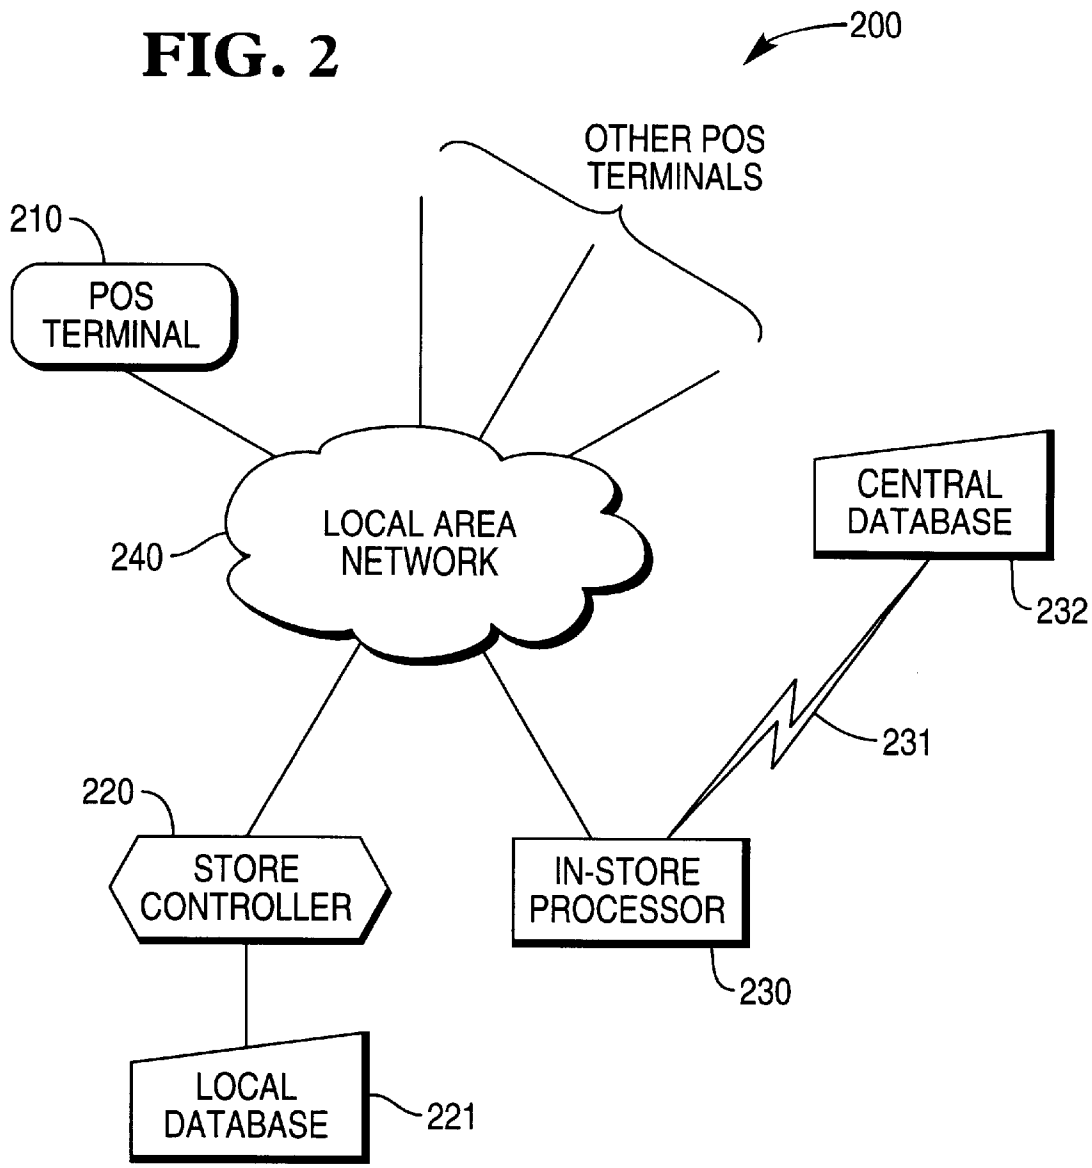 FIG. 2
200
OTHER POS
TERMINALS
210
POS
TERMINAL
LOCAL AREA
NETWORK
240
CENTRAL
DATABASE
232
231
220
STORE
CONTROLLER
IN-STORE
PROCESSOR
230
LOCAL
DATABASE
221